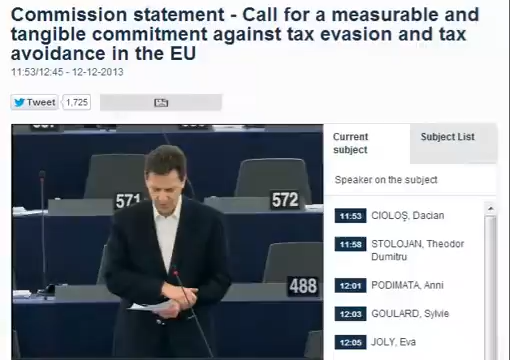 Commission statement - Call for a measurable and
tangible commitment against tax evasion and tax
avoidance in the EU
11:53/12:45 - 12-12-2013
Tweet 1,725
Current subject
Subject List
Speaker on the subject
571
572
488
11:53 CIOLOŞ, Dacian
11:58 STOLOJAN, Theodor
Dumitru
12:01 PODIMATA, Anni
12:03 GOULARD, Sylvie
12:05 JOLY, Eva